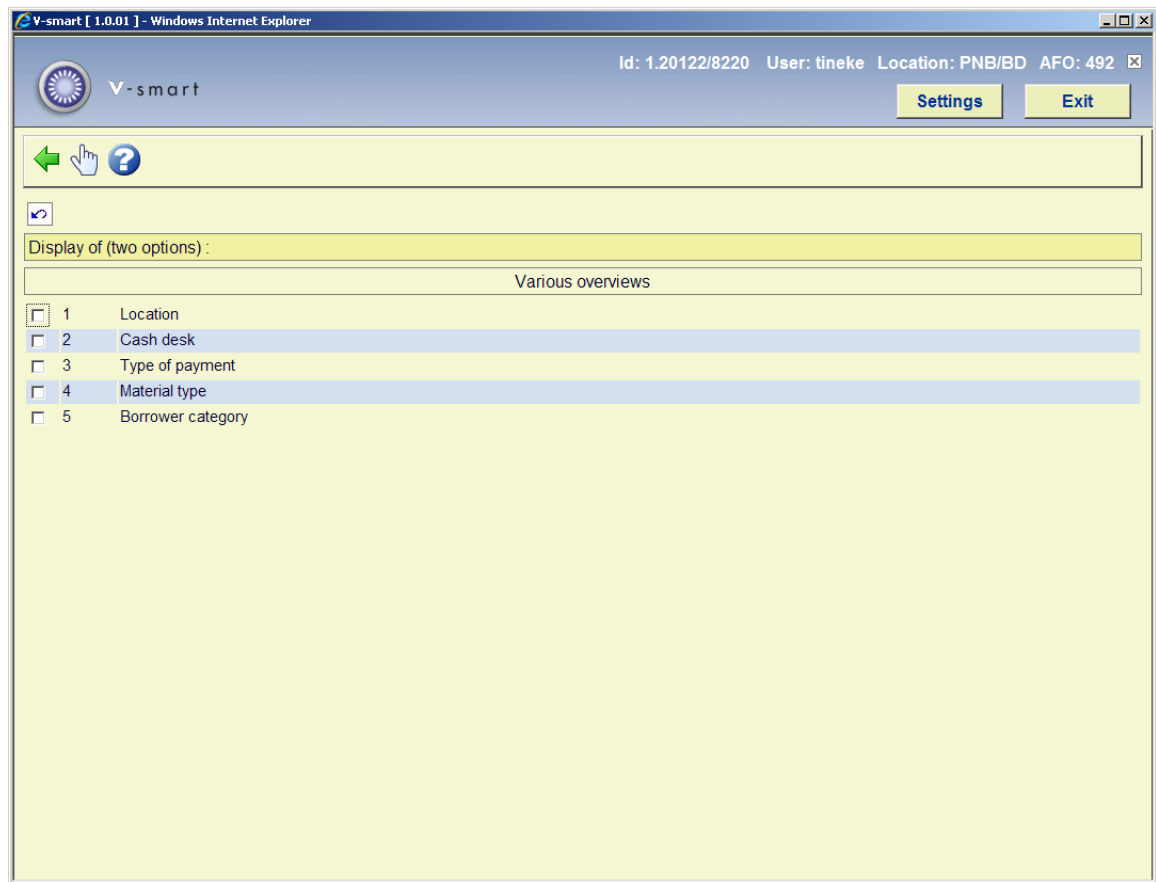 V-smart [ 1.0.01 ] - Windows Internet Explorer
Id: 1.20122/8220 User: tineke Location: PNB/BD AFO: 492
V-smart
Settings Exit
Display of (two options) :
Various overviews
1 Location
2 Cash desk
3 Type of payment
4 Material type
5 Borrower category